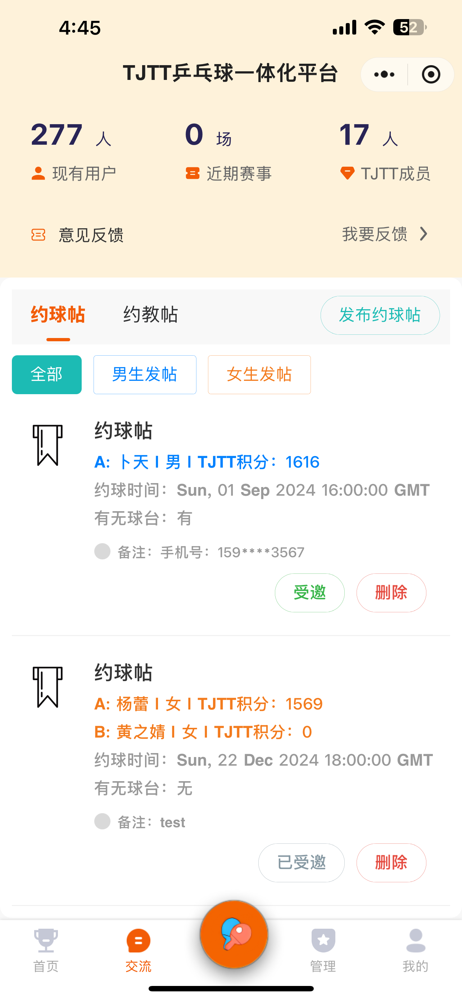 4:45
52
TJTT乒乓球一体化平台
277 人
0 场
17 人
现有用户
近期赛事
TJTT成员
意见反馈
我要反馈
约球帖
约教帖
发布约球帖
全部
男生发帖
女生发帖
约球帖
A: 卜天 I 男 I TJTT积分：1616
约球时间：Sun, 01 Sep 2024 16:00:00 GMT
有无球台：有
备注：手机号：159****3567
受邀
删除
约球帖
A: 杨蕾 I 女 I TJTT积分：1569
B: 黄之婧 I 女 I TJTT积分：0
约球时间：Sun, 22 Dec 2024 18:00:00 GMT
有无球台：无
备注：test
已受邀
删除
首页
交流
管理
我的